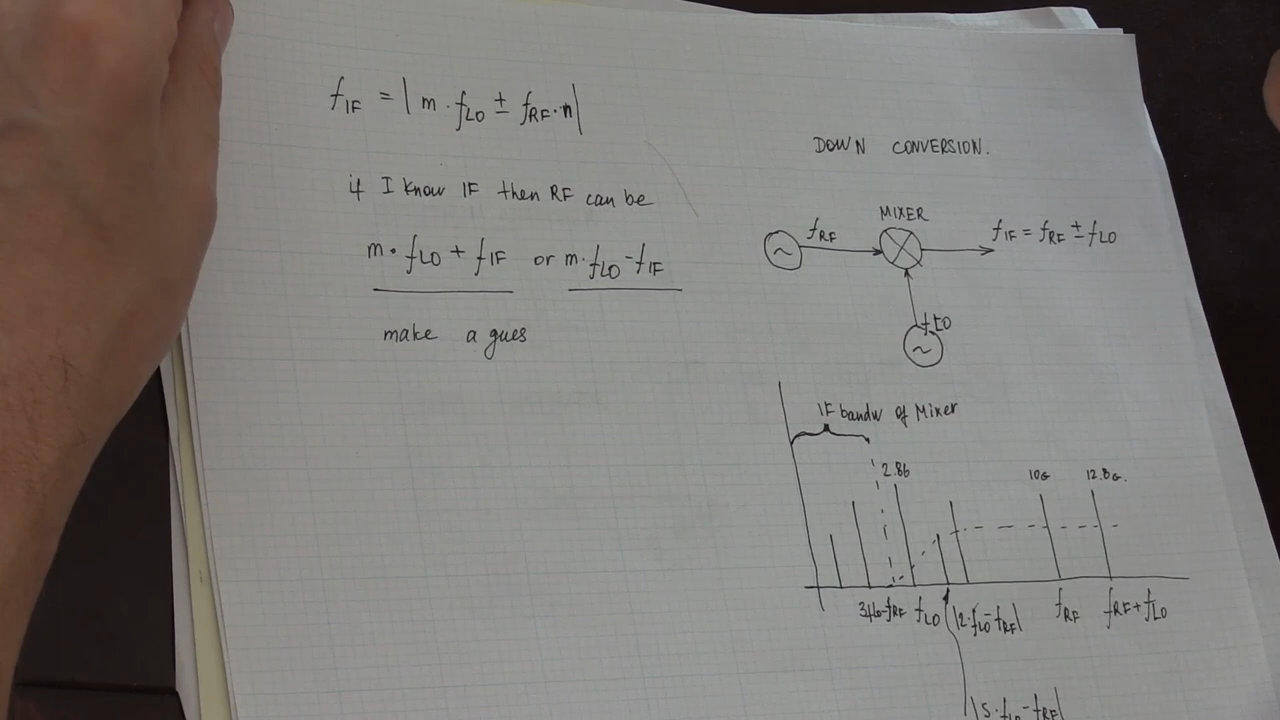 f_IF = | m · f_LO ± f_RF · n |
if I know IF then RF can be
m · f_LO + f_IF or m · f_LO - f_IF
make a gues
DOWN CONVERSION.
MIXER
f_RF
f_IF = f_RF ± f_LO
f_LO
IF bandw of Mixer
2.8G
10G
12.8G.
3f_LO-f_RF
f_LO
|2·f_LO-f_RF|
f_RF
f_RF + f_LO
|5·f_LO-f_RF|